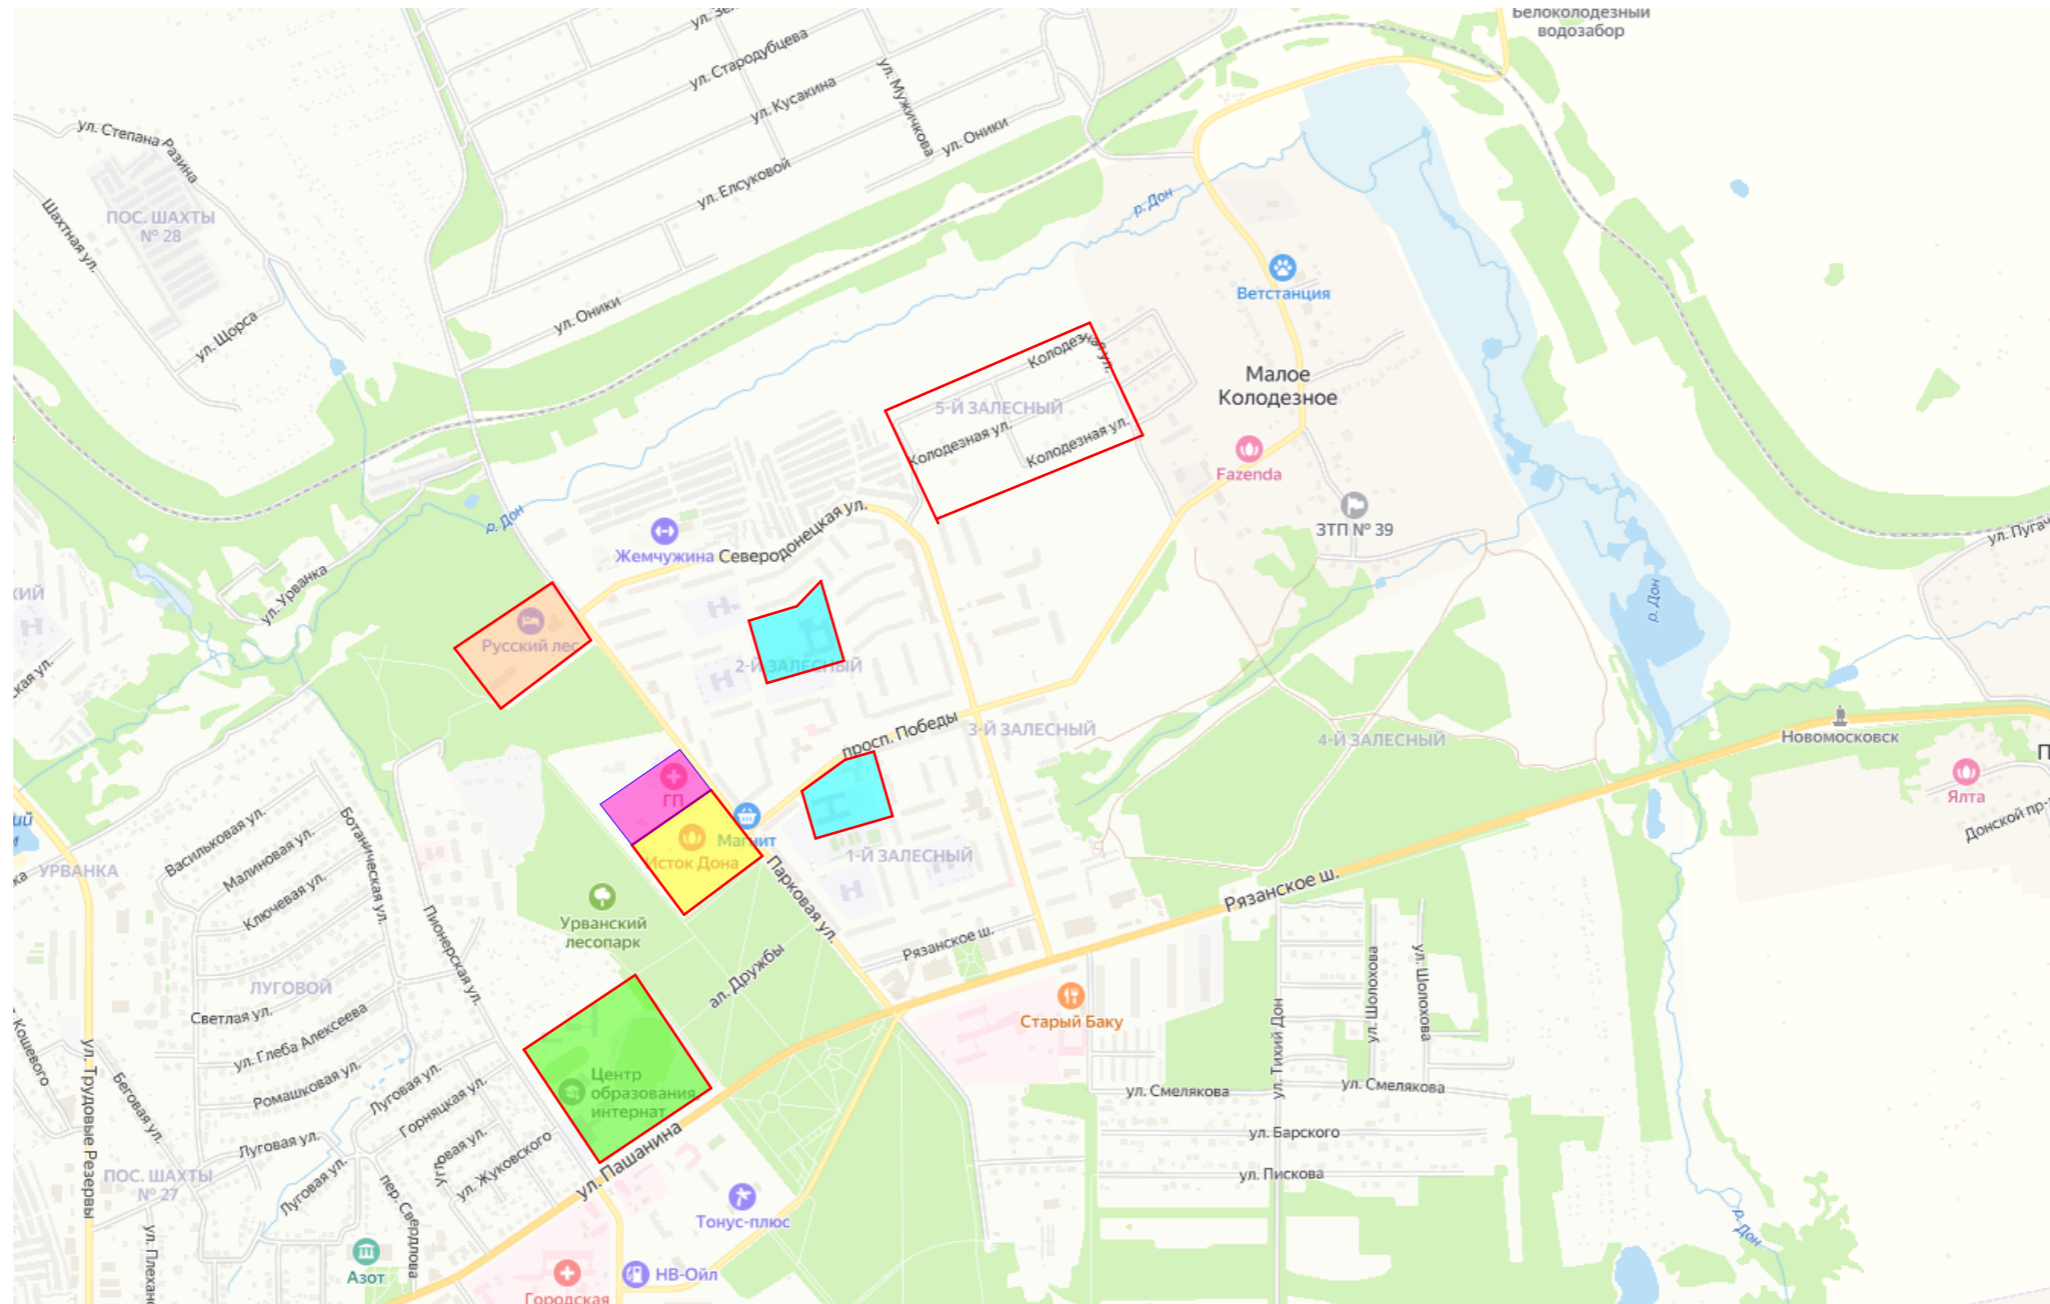 Белоколодезный
водозабор
ул. Стародубцева
ул. Кусакина
ул. Мужичкова
ул. Оники
ул. Елсуковой
ул. Степана Разина
ПОС. ШАХТЫ
№ 28
Шахтная ул.
р. Дон
Ветстанция
ул. Оники
ул. Щорса
Колодезная ул.
Малое
Колодезное
5-Й ЗАЛЕСНЫЙ
Колодезная ул.
Колодезная ул.
Fazenda
р. Дон
ЗТП № 39
Жемчужина
Северодонецкая ул.
ул. Урванка
р. Дон
Русский лес
2-Й ЗАЛЕСНЫЙ
просп. Победы
3-Й ЗАЛЕСНЫЙ
4-Й ЗАЛЕСНЫЙ
Новомосковск
ГП
Ялта
Донской пр-
Магнит
Исток Дона
1-Й ЗАЛЕСНЫЙ
УРВАНКА
Васильковая ул.
Малиновая ул.
Ключевая ул.
Ботаническая ул.
Пионерская ул.
Парковая ул.
Рязанское ш.
Урванский
лесопарк
Рязанское ш.
ал. Дружбы
ЛУГОВОЙ
Светлая ул.
ул. Глеба Алексеева
Ромашковая ул.
Луговая ул.
Горняцкая ул.
Старый Баку
ул. Тихий Дон
ул. Шолохова
ул. Шолохова
Центр
образования
интернат
ул. Смелякова
ул. Смелякова
ул. Барского
ул. Пискова
ул. Трудовые Резервы
Беговая ул.
Луговая ул.
ул. Жуковского
ул. Пашанина
ПОС. ШАХТЫ
№ 27
Луговая ул.
пер. Свердлова
Тонус-плюс
р. Дон
Азот
НВ-Ойл
Городская